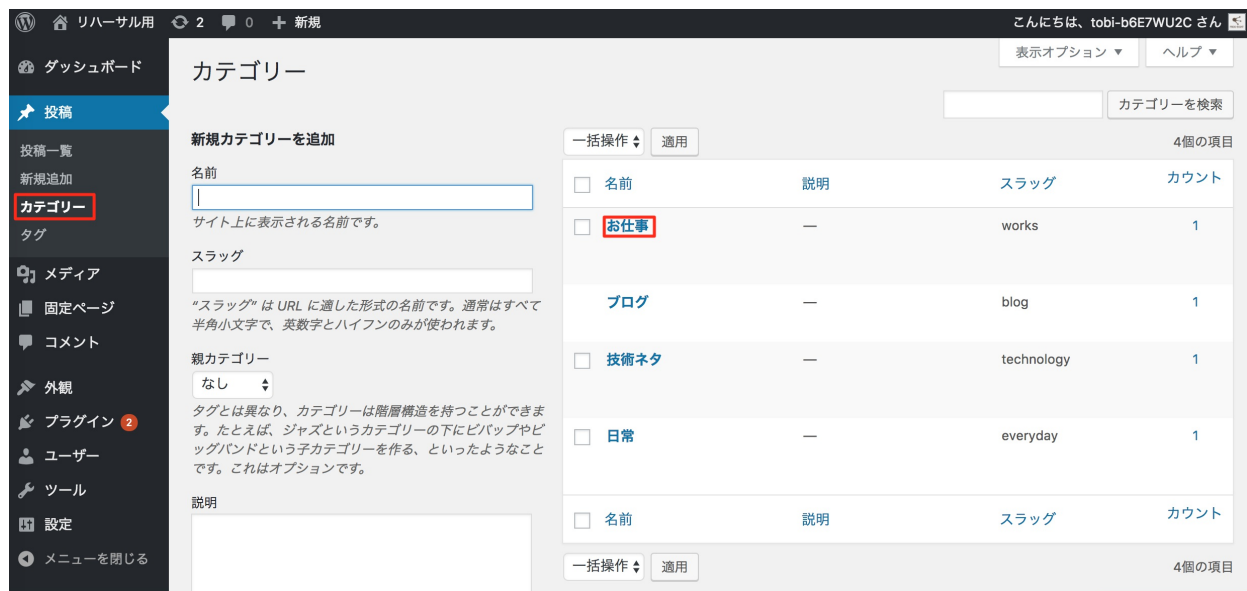 リハーサル用 2 0 新規 こんにちは、tobi-b6E7WU2C さん
ダッシュボード
投稿
投稿一覧
新規追加
カテゴリー
タグ
メディア
固定ページ
コメント
外観
プラグイン 2
ユーザー
ツール
設定
メニューを閉じる
表示オプション ▼ ヘルプ ▼
カテゴリー
カテゴリーを検索
新規カテゴリーを追加
名前
サイト上に表示される名前です。
スラッグ
“スラッグ” は URL に適した形式の名前です。通常はすべて
半角小文字で、英数字とハイフンのみが使われます。
親カテゴリー
なし
タグとは異なり、カテゴリーは階層構造を持つことができま
す。たとえば、ジャズというカテゴリーの下にビバップやビ
ッグバンドという子カテゴリーを作る、といったようなこと
です。これはオプションです。
説明
一括操作 適用 4個の項目
名前 説明 スラッグ カウント
お仕事 — works 1
ブログ — blog 1
技術ネタ — technology 1
日常 — everyday 1
名前 説明 スラッグ カウント
一括操作 適用 4個の項目